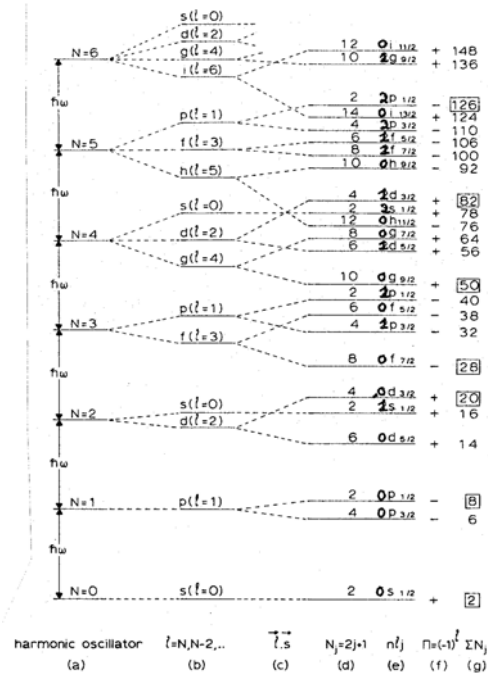 s(l=0)
d(l=2)
N=6 g(l=4) 12 0i 11/2 + 148
10 1g 9/2 + 136
i(l=6)
2 2p 1/2 - 126
14 0i 13/2 + 124
p(l=1) 4 2p 3/2 - 110
6 1f 5/2 - 106
N=5 f(l=3) 8 1f 7/2 - 100
10 0h 9/2 - 92
h(l=5)
ħω
4 1d 3/2 + 82
s(l=0) 2 2s 1/2 + 78
12 0h 11/2 - 76
N=4 d(l=2) 8 0g 7/2 + 64
6 1d 5/2 + 56
g(l=4)
ħω
10 0g 9/2 + 50
2 1p 1/2 - 40
p(l=1) 6 0f 5/2 - 38
N=3 4 1p 3/2 - 32
f(l=3)
8 0f 7/2 - 28
ħω
4 0d 3/2 + 20
s(l=0) 2 1s 1/2 + 16
N=2 d(l=2)
6 0d 5/2 + 14
ħω
2 0p 1/2 - 8
N=1 p(l=1) 4 0p 3/2 - 6
ħω
N=0 s(l=0) 2 0s 1/2 + 2
ħω
harmonic oscillator l=N,N-2,.. l.s Nj=2j+1 nlj Π=(-1)^l ΣNj
(a) (b) (c) (d) (e) (f) (g)